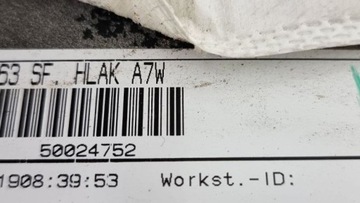 63 SF. HLAK A7W
50024752
1908:39:53 Workst.-ID: